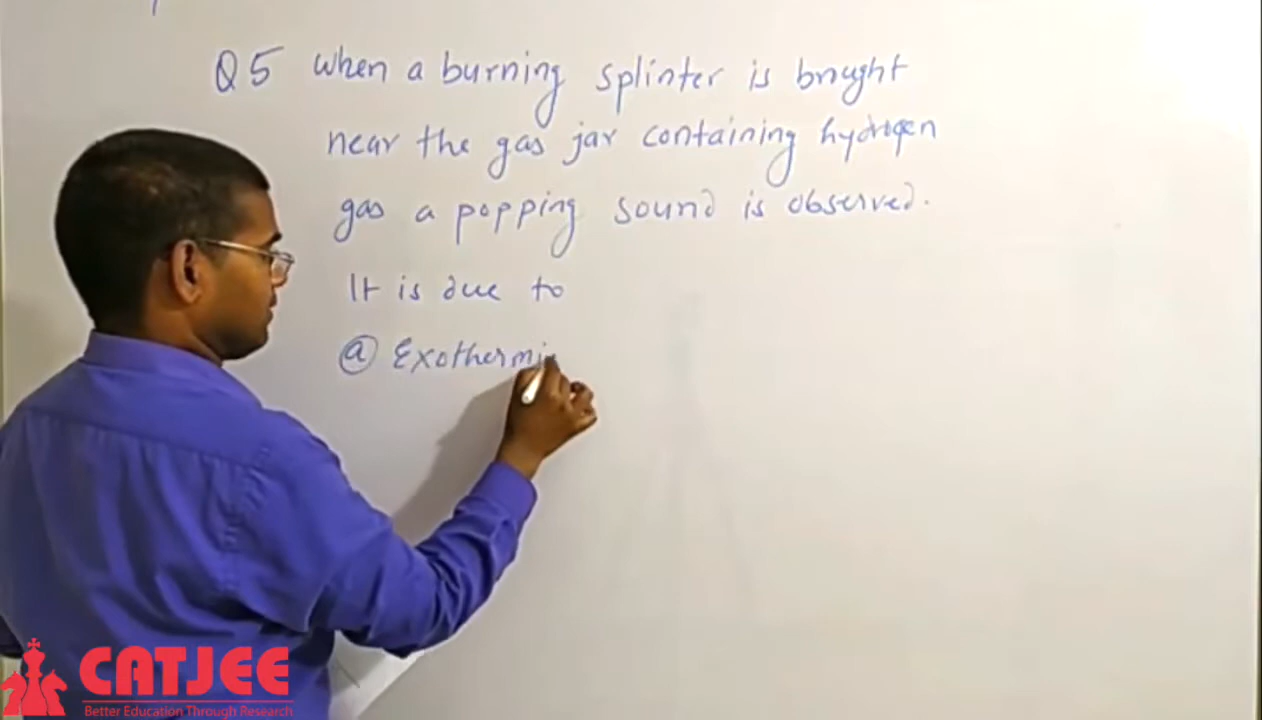 Q5 when a burning splinter is brught
near the gas jar containing hydrogen
gas a popping sound is observed.
It is due to
(a) Exothermi
CATJEE
Better Education Through Research